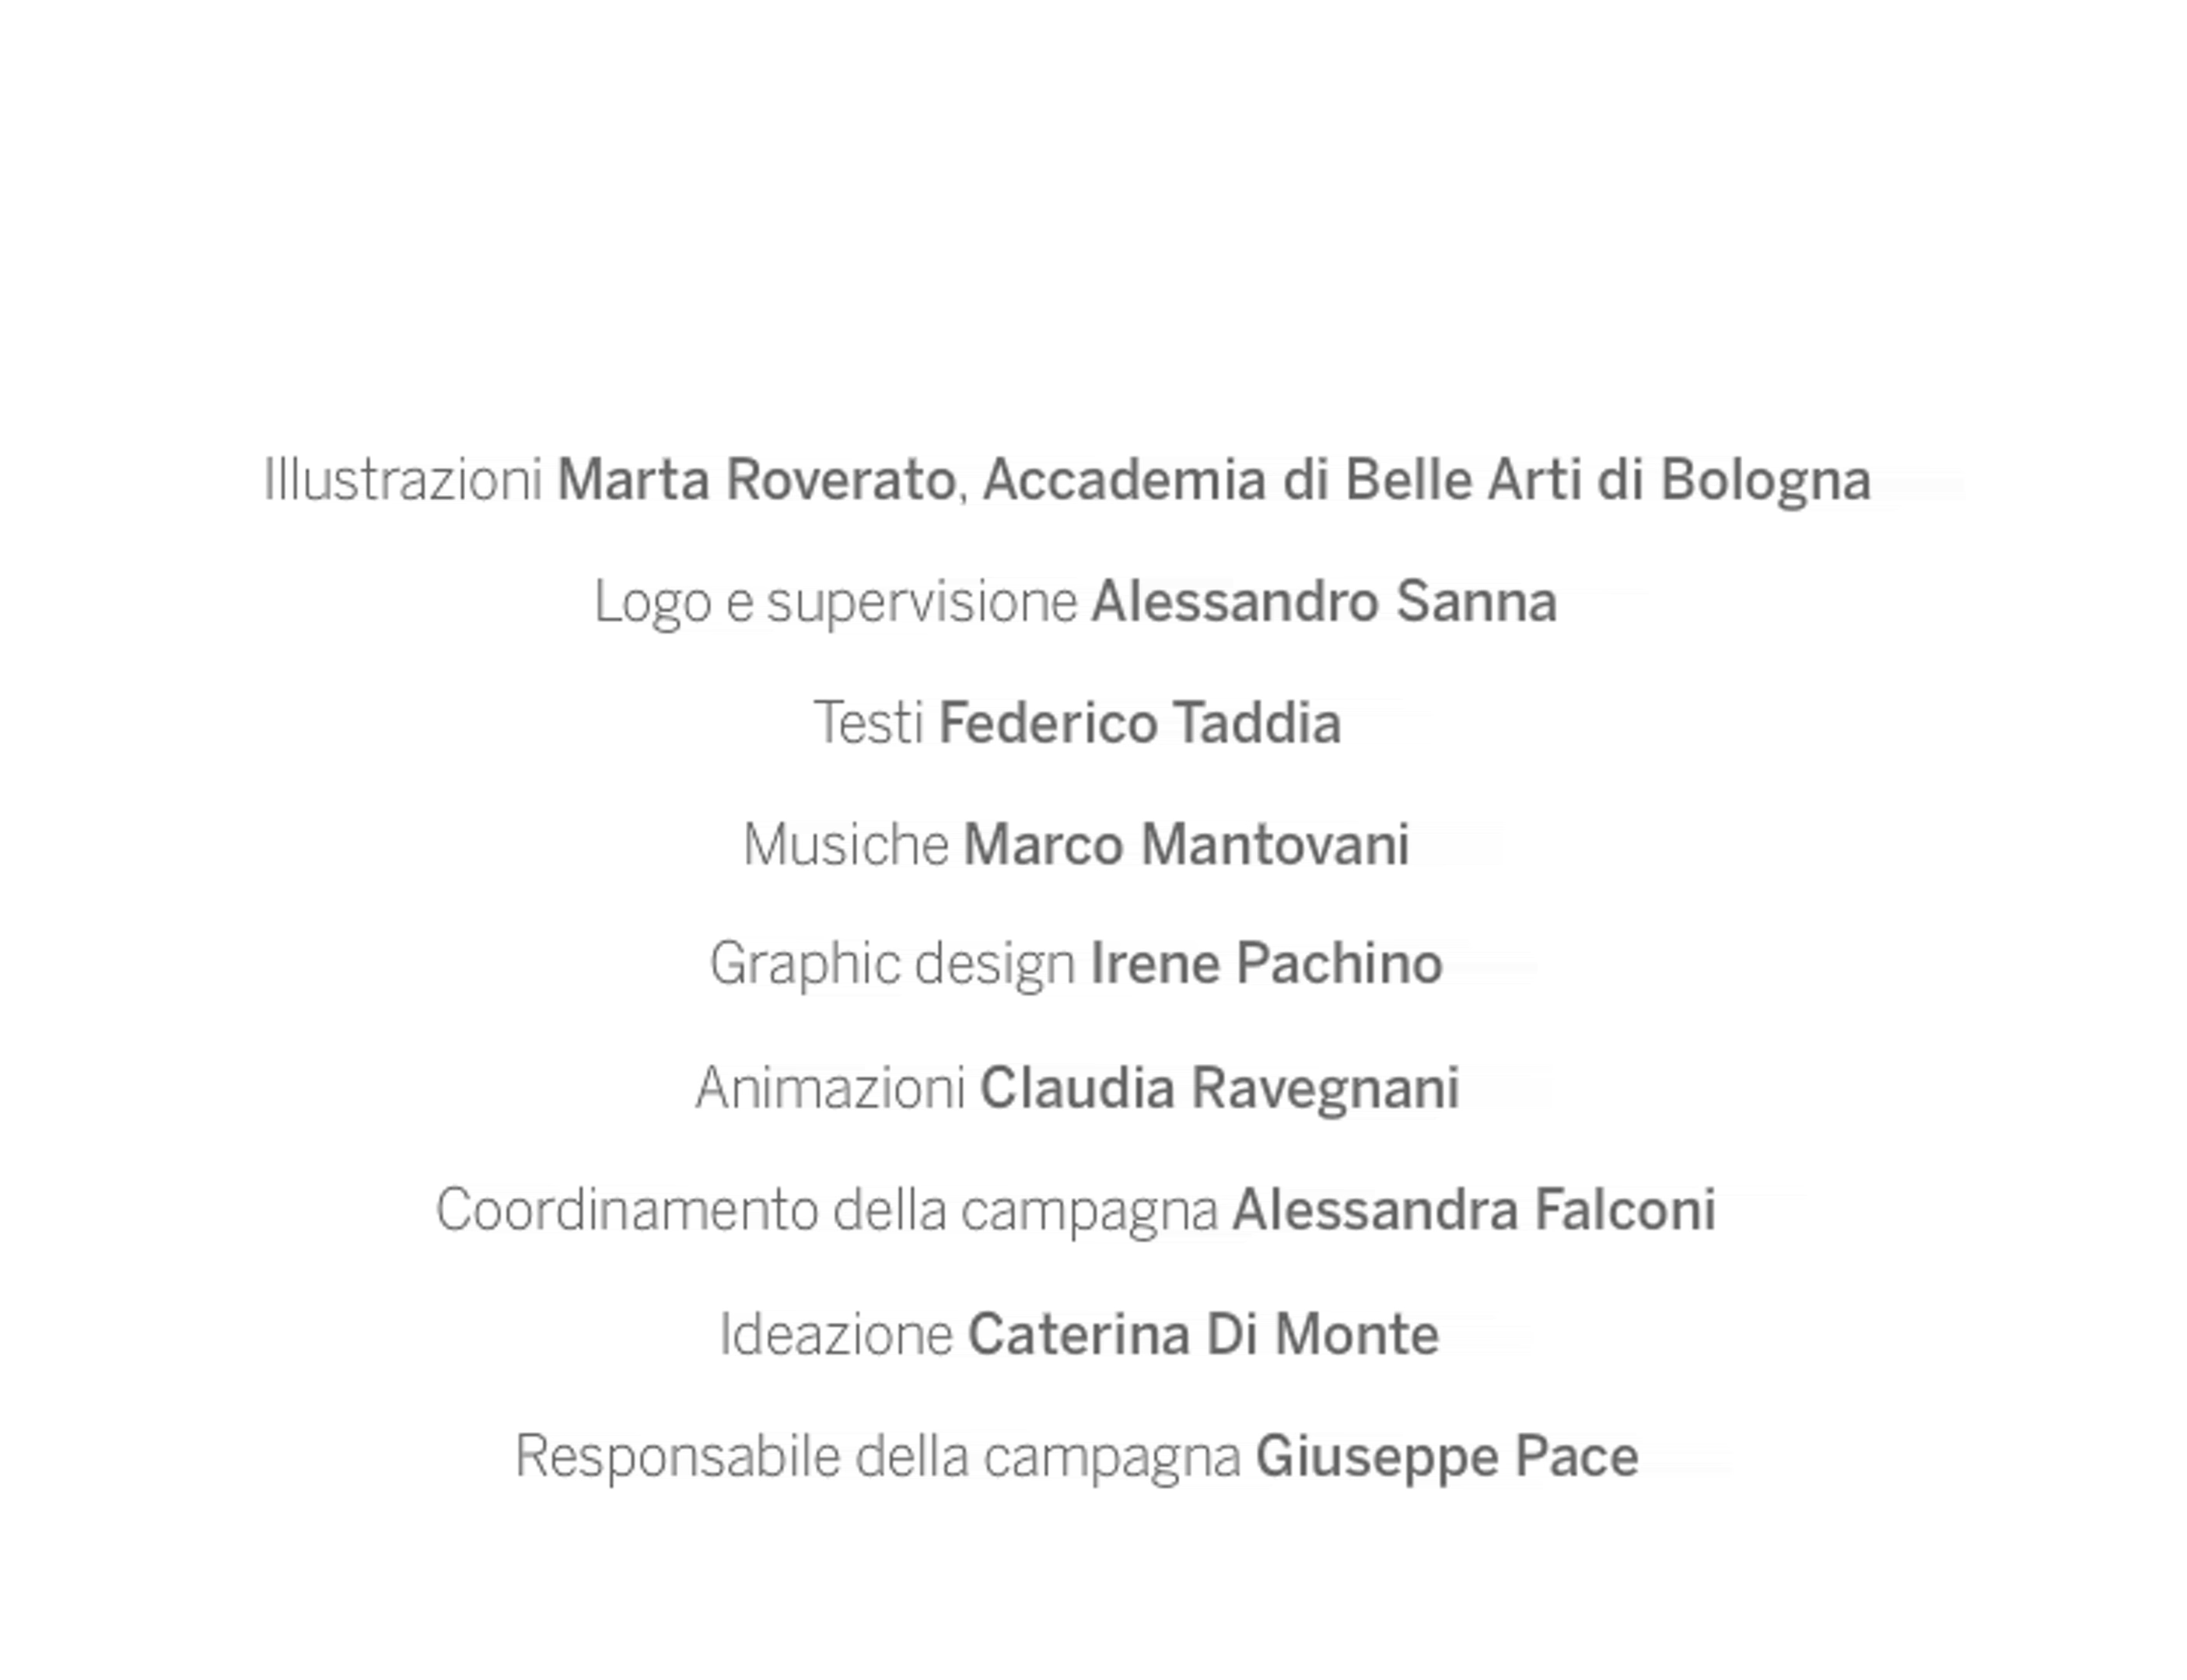 Illustrazioni Marta Roverato, Accademia di Belle Arti di Bologna
Logo e supervisione Alessandro Sanna
Testi Federico Taddia
Musiche Marco Mantovani
Graphic design Irene Pachino
Animazioni Claudia Ravegnani
Coordinamento della campagna Alessandra Falconi
Ideazione Caterina Di Monte
Responsabile della campagna Giuseppe Pace